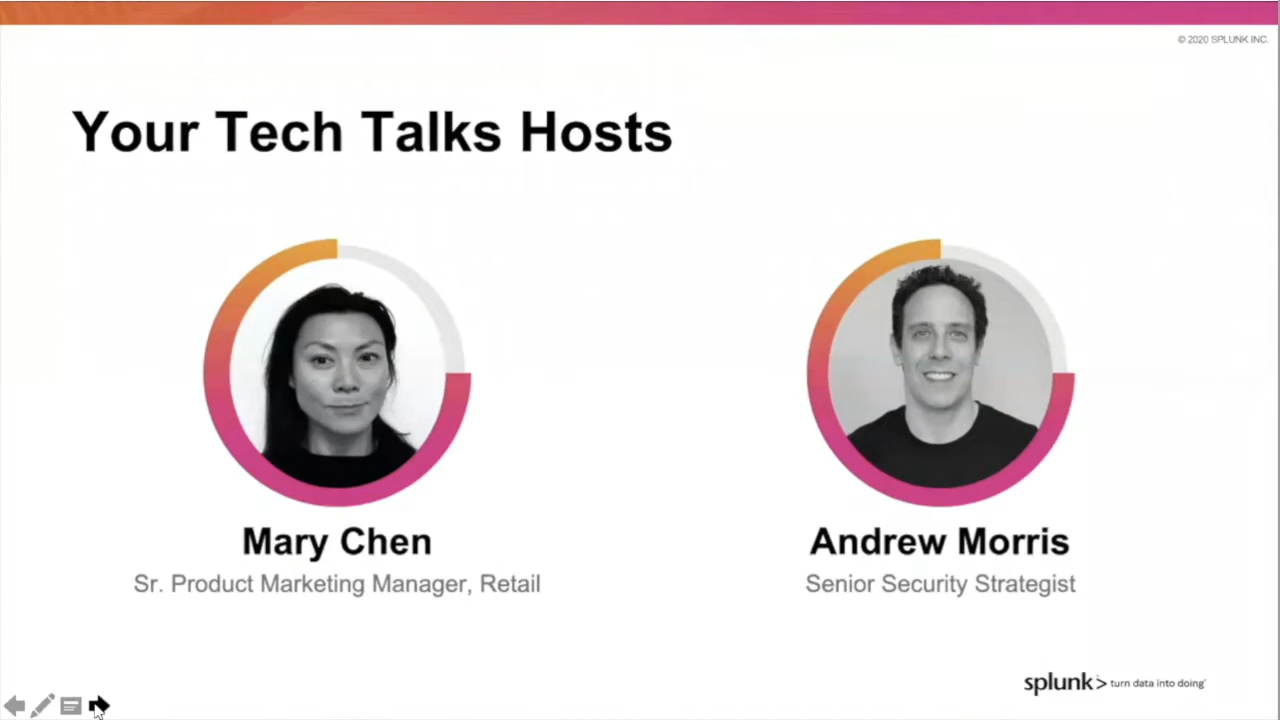 © 2020 SPLUNK INC.
Your Tech Talks Hosts
Mary Chen
Andrew Morris
Sr. Product Marketing Manager, Retail
Senior Security Strategist
splunk> turn data into doing™